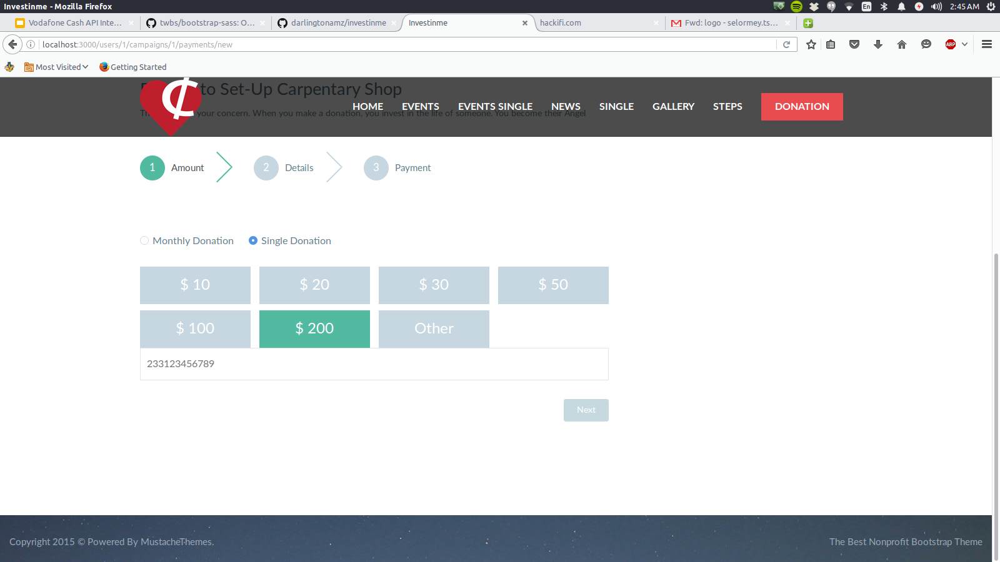 Investinme - Mozilla Firefox
En
2:45 AM
Vodafone Cash API Inte...
twbs/bootstrap-sass: O...
darlingtonamz/investinme
Investinme
hackifi.com
Fwd: logo - selormey.ts...
localhost:3000/users/1/campaigns/1/payments/new
ABP
Most Visited
Getting Started
to Set-Up Carpentary Shop
HOME
EVENTS
EVENTS SINGLE
NEWS
SINGLE
GALLERY
STEPS
DONATION
your concern. When you make a donation, you invest in the life of someone. You become their Angel
1
Amount
2
Details
3
Payment
Monthly Donation
Single Donation
$ 10
$ 20
$ 30
$ 50
$ 100
$ 200
Other
233123456789
Next
Copyright 2015 © Powered By MustacheThemes.
The Best Nonprofit Bootstrap Theme